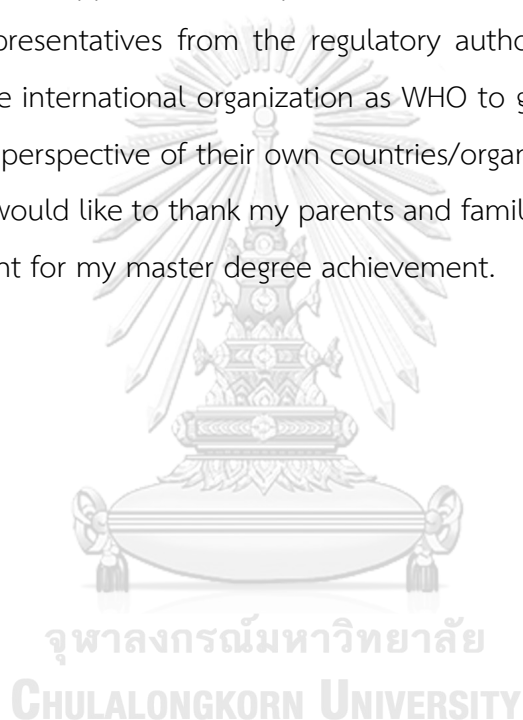 presentatives from the regulatory autho
e international organization as WHO to g
perspective of their own countries/organ
would like to thank my parents and famil
nt for my master degree achievement.
จุฬาลงกรณ์มหาวิทยาลัย
CHULALONGKORN UNIVERSITY